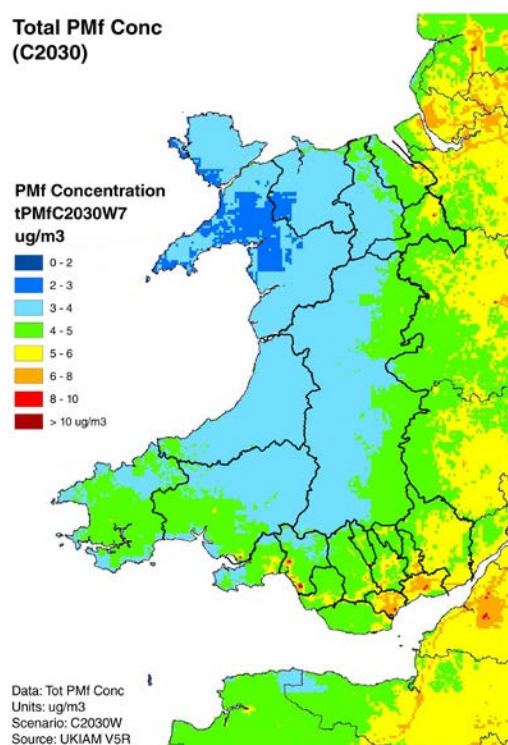 Total PMf Conc
(C2030)
PMf Concentration
tPMfC2030W7
ug/m3
0 - 2
2 - 3
3 - 4
4 - 5
5 - 6
6 - 8
8 - 10
> 10 ug/m3
Data: Tot PMf Conc
Units: ug/m3
Scenario: C2030W
Source: UKIAM V5R